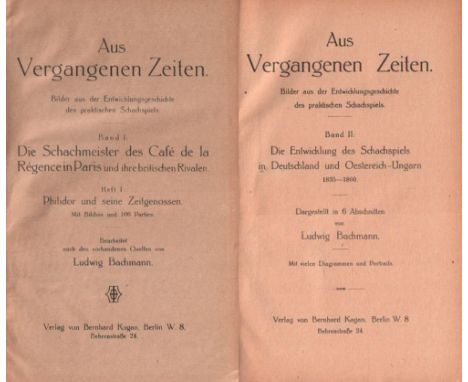 Aus
Vergangenen Zeiten.
Bilder aus der Entwicklungsgeschichte
des praktischen Schachspiels.
Band I:
Die Schachmeister des Café de la
Régence in Paris und ihre britischen Rivalen.
Heft I
Philidor und seine Zeitgenossen.
Mit Bildnis und 106 Partien.
Bearbeitet
nach den vorhandenen Quellen von
Ludwig Bachmann.
Verlag von Bernhard Kagan, Berlin W. 8.
Behrenstraße 24.
Aus
Vergangenen Zeiten.
Bilder aus der Entwicklungsgeschichte
des praktischen Schachspiels.
Band II.
Die Entwicklung des Schachspiels
in Deutschland und Oestereich-Ungarn
1835—1860.
Dargestellt in 6 Abschnitten
von
Ludwig Bachmann.
Mit vielen Diagrammen und Portraits.
Verlag von Bernhard Kagan, Berlin W. 8
Behrenstraße 24.